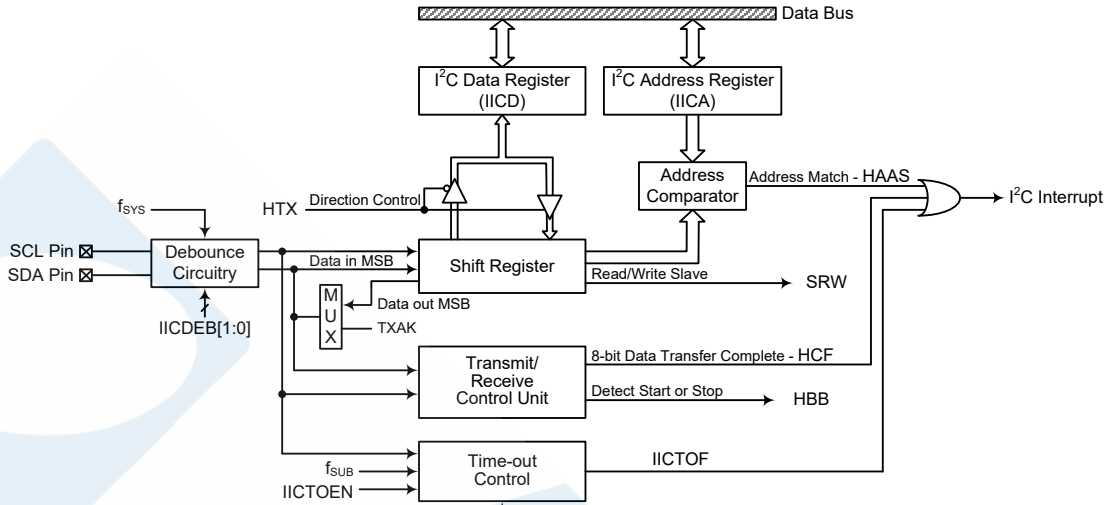 Data Bus
I²C Data Register
(IICD)
I²C Address Register
(IICA)
Address
Comparator
Address Match - HAAS
I²C Interrupt
HTX
Direction Control
fSYS
SCL Pin
SDA Pin
Debounce
Circuitry
IICDEB[1:0]
Data in MSB
Shift Register
Read/Write Slave
SRW
M
U
X
Data out MSB
TXAK
Transmit/
Receive
Control Unit
8-bit Data Transfer Complete - HCF
Detect Start or Stop
HBB
Time-out
Control
fSUB
IICTOEN
IICTOF